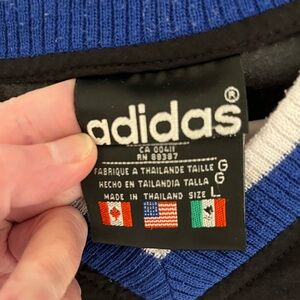 adidas®
CA 00411
RN 88387
FABRIQUE A THAILANDE TAILLE G
HECHO EN TAILANDIA TALLA G
MADE IN THAILAND SIZE L